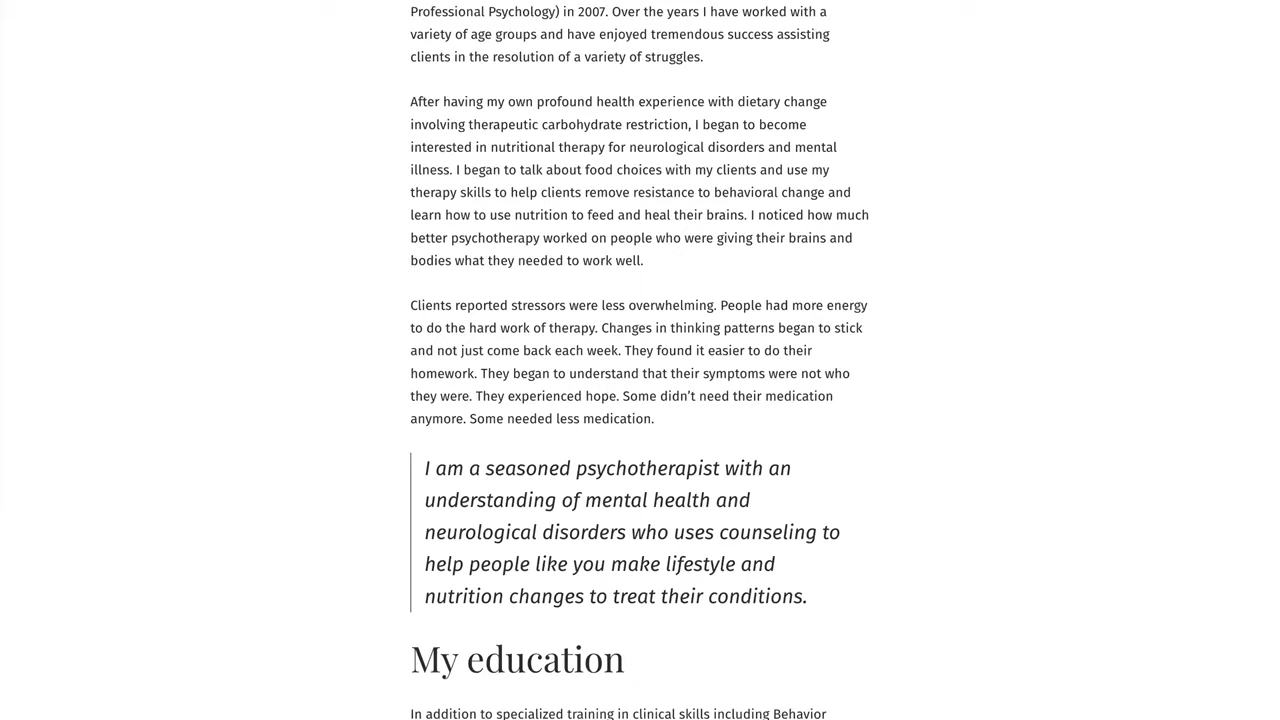 Professional Psychology) in 2007. Over the years I have worked with a
variety of age groups and have enjoyed tremendous success assisting
clients in the resolution of a variety of struggles.
After having my own profound health experience with dietary change
involving therapeutic carbohydrate restriction, I began to become
interested in nutritional therapy for neurological disorders and mental
illness. I began to talk about food choices with my clients and use my
therapy skills to help clients remove resistance to behavioral change and
learn how to use nutrition to feed and heal their brains. I noticed how much
better psychotherapy worked on people who were giving their brains and
bodies what they needed to work well.
Clients reported stressors were less overwhelming. People had more energy
to do the hard work of therapy. Changes in thinking patterns began to stick
and not just come back each week. They found it easier to do their
homework. They began to understand that their symptoms were not who
they were. They experienced hope. Some didn’t need their medication
anymore. Some needed less medication.
I am a seasoned psychotherapist with an
understanding of mental health and
neurological disorders who uses counseling to
help people like you make lifestyle and
nutrition changes to treat their conditions.
My education
In addition to specialized training in clinical skills including Behavior